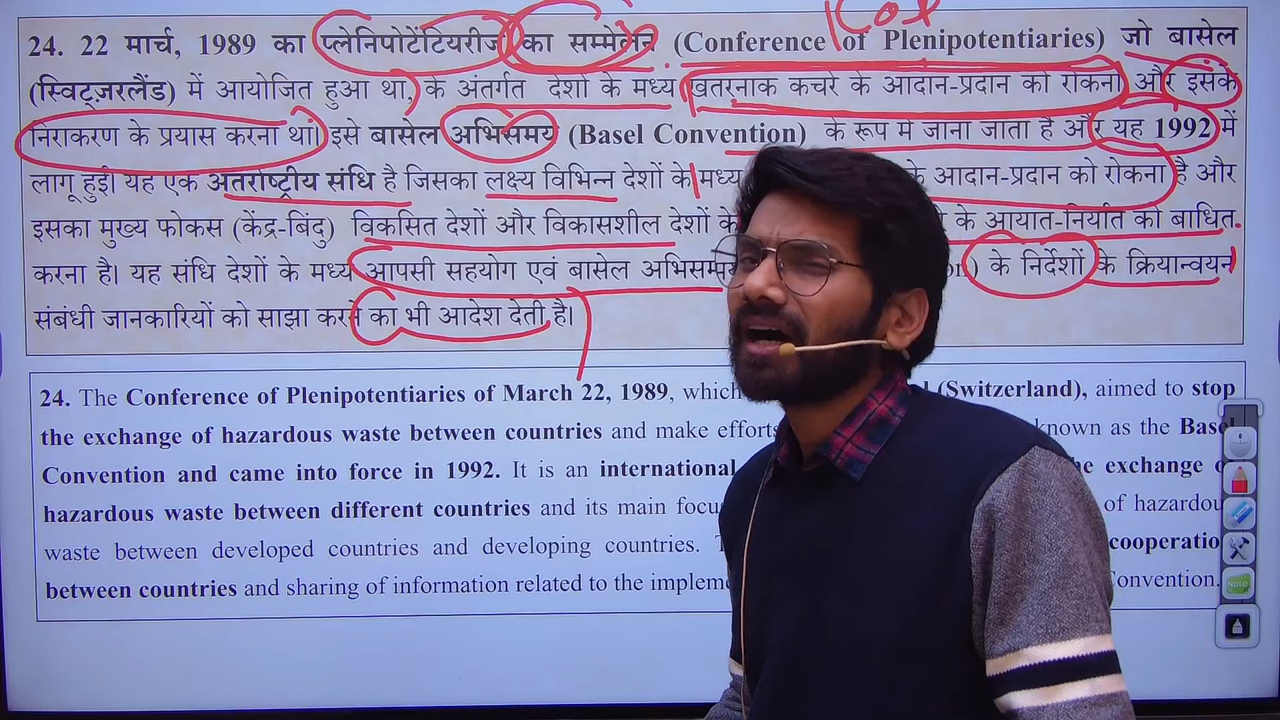 24. 22 मार्च, 1989 का प्लेनिपोटेंटियरीज का सम्मेलन (Conference of Plenipotentiaries) जो बासेल
(स्विट्ज़रलैंड) में आयोजित हुआ था, के अंतर्गत देशों के मध्य खतरनाक कचरे के आदान-प्रदान को रोकना और इसके
निराकरण के प्रयास करना था। इसे बासेल अभिसमय (Basel Convention) के रूप में जाना जाता है और यह 1992 में
लागू हुई। यह एक अंतर्राष्ट्रीय संधि है जिसका लक्ष्य विभिन्न देशों के मध्य के आदान-प्रदान को रोकना है और
इसका मुख्य फोकस (केंद्र-बिंदु) विकसित देशों और विकासशील देशों के के आयात-निर्यात को बाधित
करना है। यह संधि देशों के मध्य आपसी सहयोग एवं बासेल के निर्देशों के क्रियान्वयन
संबंधी जानकारियों को साझा करने का भी आदेश देती है।
24. The Conference of Plenipotentiaries of March 22, 1989, which (Switzerland), aimed to stop
the exchange of hazardous waste between countries and make efforts known as the Basel
Convention and came into force in 1992. It is an international exchange
hazardous waste between different countries and its main of hazardous
waste between developed countries and developing countries. cooperation
between countries and sharing of information related to the Convention.